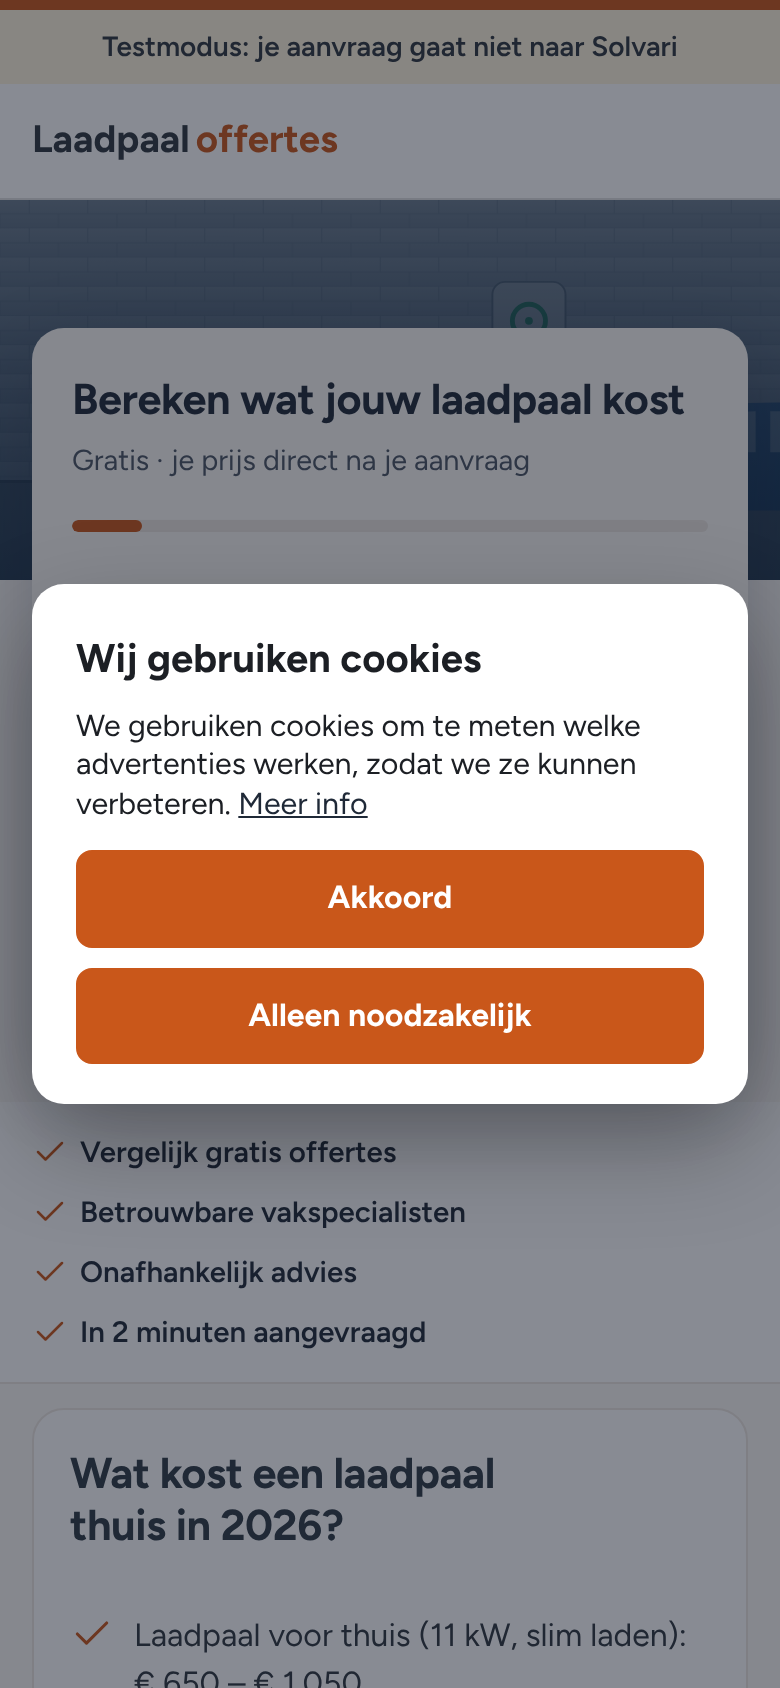 Testmodus: je aanvraag gaat niet naar Solvari
Laadpaal offertes
Bereken wat jouw laadpaal kost
Gratis · je prijs direct na je aanvraag
Wij gebruiken cookies
We gebruiken cookies om te meten welke
advertenties werken, zodat we ze kunnen
verbeteren. Meer info
Akkoord
Alleen noodzakelijk
Vergelijk gratis offertes
Betrouwbare vakspecialisten
Onafhankelijk advies
In 2 minuten aangevraagd
Wat kost een laadpaal
thuis in 2026?
Laadpaal voor thuis (11 kW, slim laden):
€ 650 – € 1.050